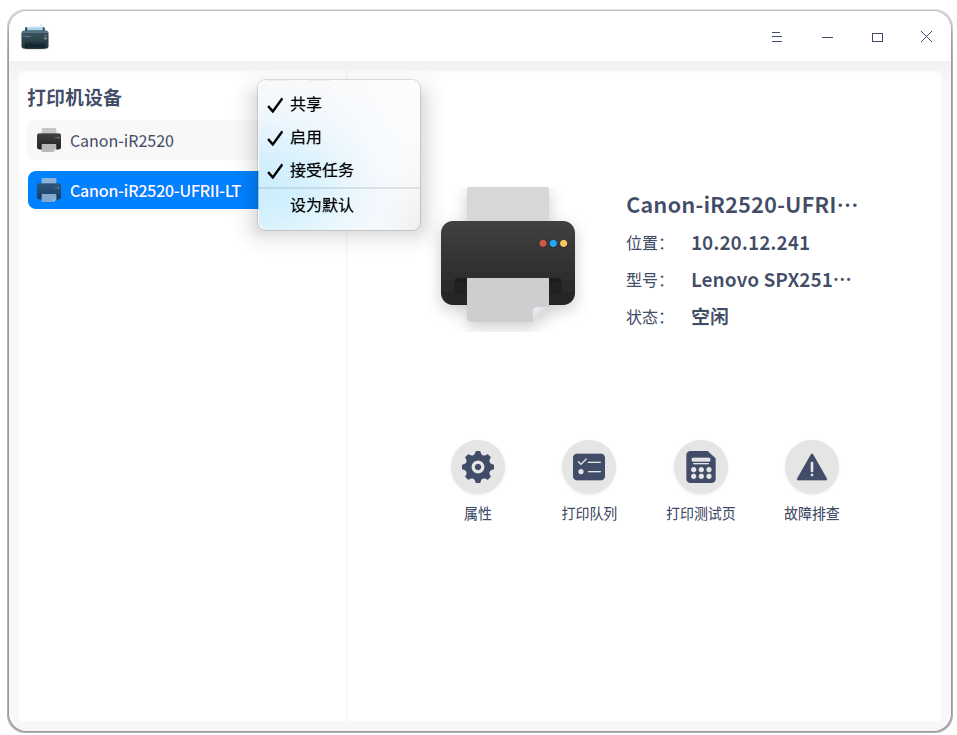 打印机设备
Canon-iR2520
Canon-iR2520-UFRII-LT
共享
启用
接受任务
设为默认
Canon-iR2520-UFRI···
位置： 10.20.12.241
型号： Lenovo SPX251···
状态： 空闲
属性 打印队列 打印测试页 故障排查